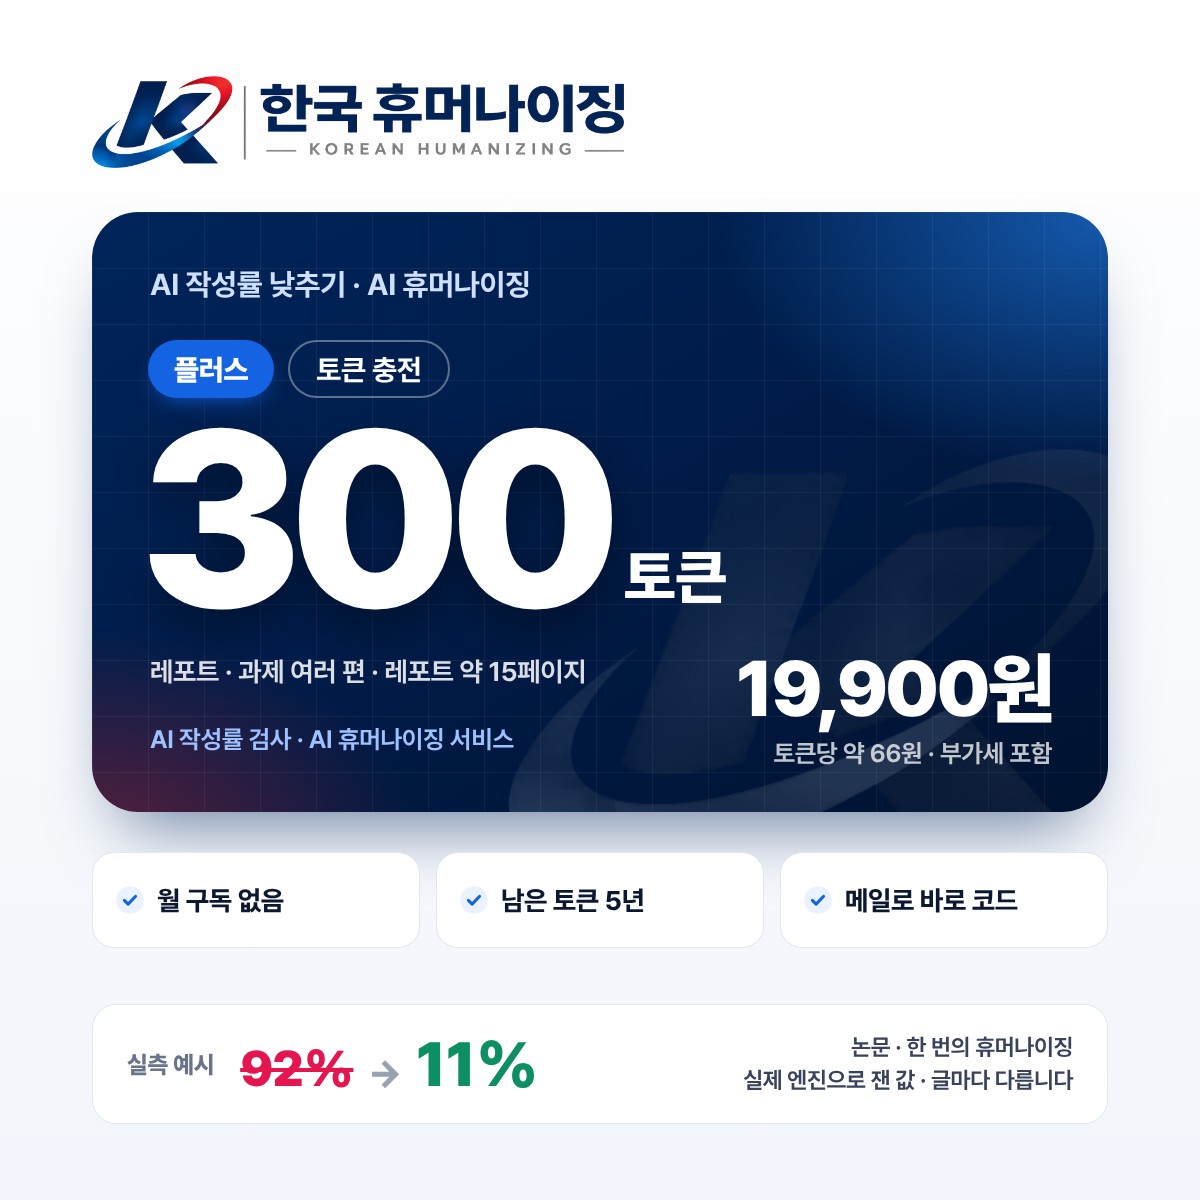 한국 휴머나이징
KOREAN HUMANIZING
AI 작성률 낮추기 · AI 휴머나이징
플러스
토큰 충전
300 토큰
레포트 · 과제 여러 편 · 레포트 약 15페이지
AI 작성률 검사 · AI 휴머나이징 서비스
19,900원
토큰당 약 66원 · 부가세 포함
월 구독 없음
남은 토큰 5년
메일로 바로 코드
실측 예시 92% → 11%
논문 · 한 번의 휴머나이징
실제 엔진으로 잰 값 · 글마다 다릅니다